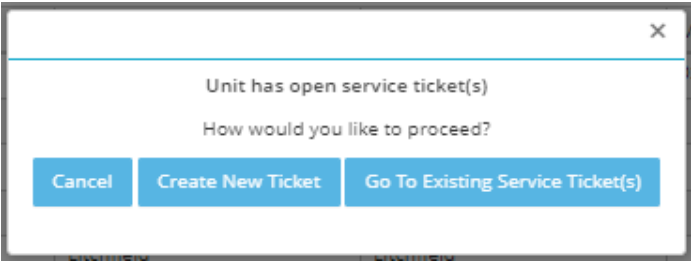 ×
Unit has open service ticket(s)
How would you like to proceed?
Cancel Create New Ticket Go To Existing Service Ticket(s)